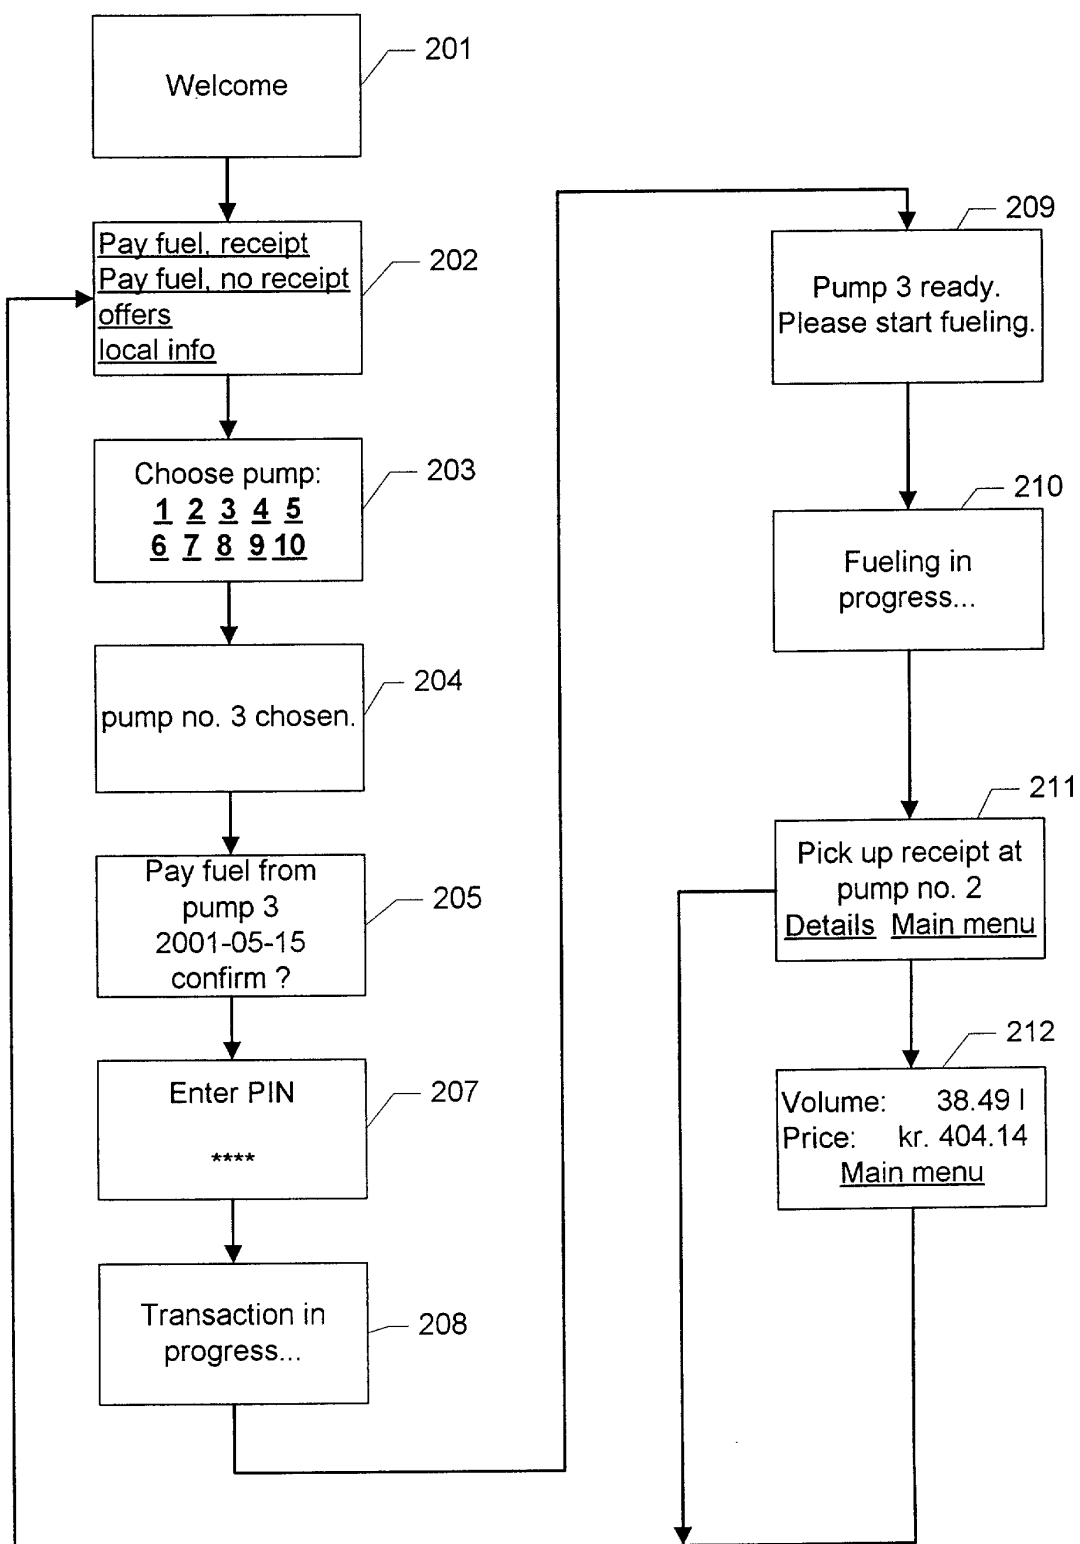 Welcome
201
Pay fuel, receipt
Pay fuel, no receipt
offers
local info
202
Choose pump:
1 2 3 4 5
6 7 8 9 10
203
pump no. 3 chosen.
204
Pay fuel from
pump 3
2001-05-15
confirm ?
205
Enter PIN
****
207
Transaction in
progress...
208
Pump 3 ready.
Please start fueling.
209
Fueling in
progress...
210
Pick up receipt at
pump no. 2
Details Main menu
211
Volume: 38.49 l
Price: kr. 404.14
Main menu
212